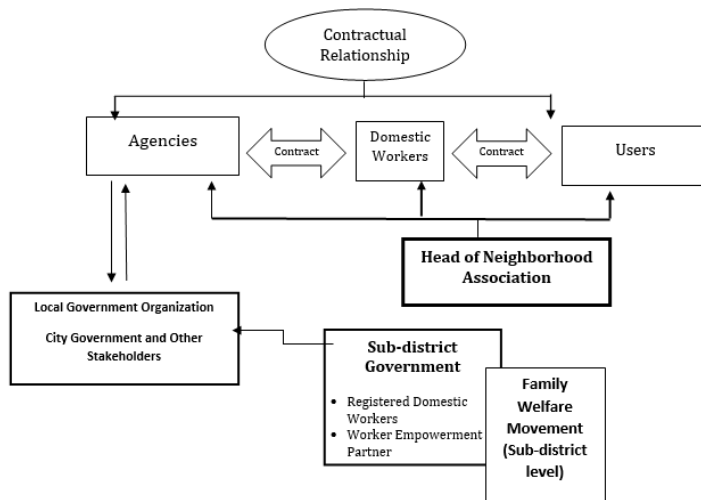 Contractual
Relationship
Agencies
Contract
Domestic
Workers
Contract
Users
Head of Neighborhood
Association
Local Government Organization
City Government and Other
Stakeholders
Sub-district
Government
• Registered Domestic
Workers
• Worker Empowerment
Partner
Family
Welfare
Movement
(Sub-district
level)